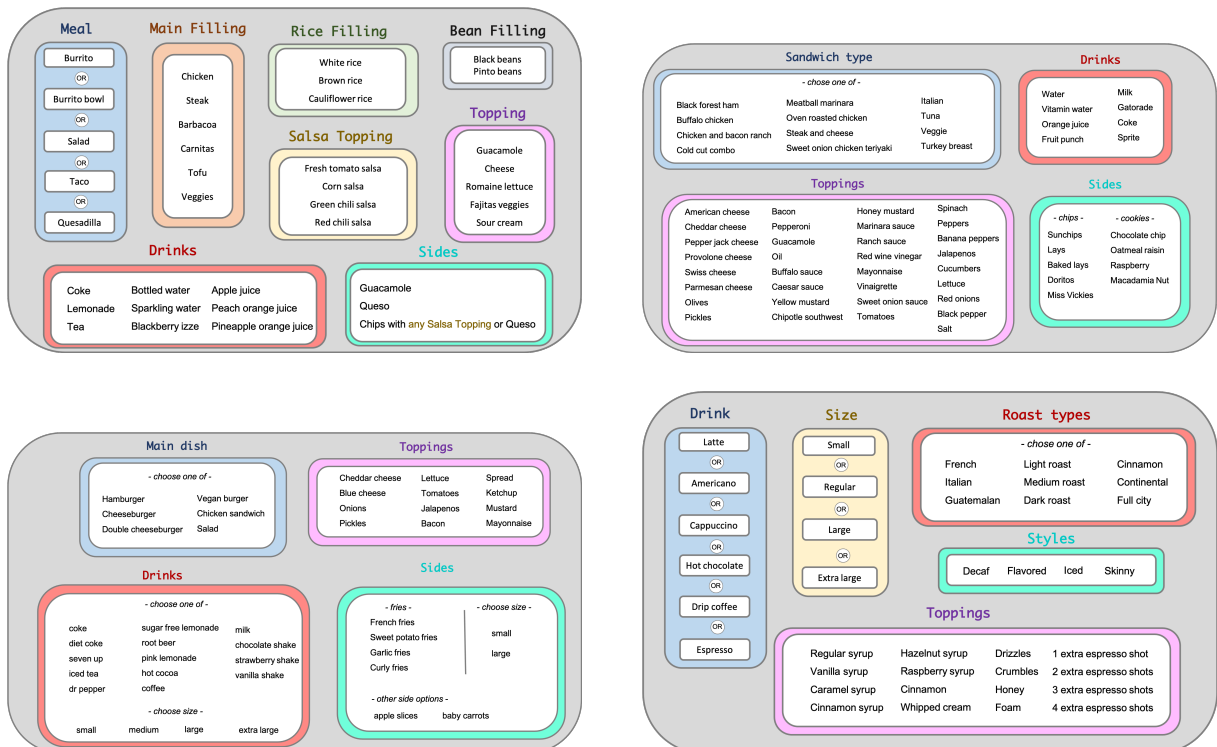 Meal
Burrito
OR
Burrito bowl
OR
Salad
OR
Taco
OR
Quesadilla
Main Filling
Chicken
Steak
Barbacoa
Carnitas
Tofu
Veggies
Rice Filling
White rice
Brown rice
Cauliflower rice
Bean Filling
Black beans
Pinto beans
Salsa Topping
Fresh tomato salsa
Corn salsa
Green chili salsa
Red chili salsa
Topping
Guacamole
Cheese
Romaine lettuce
Fajitas veggies
Sour cream
Drinks
Coke Bottled water Apple juice
Lemonade Sparkling water Peach orange juice
Tea Blackberry izze Pineapple orange juice
Sides
Guacamole
Queso
Chips with any Salsa Topping or Queso
Sandwich type
- chose one of -
Black forest ham
Buffalo chicken
Chicken and bacon ranch
Cold cut combo
Meatball marinara
Oven roasted chicken
Steak and cheese
Sweet onion chicken teriyaki
Italian
Tuna
Veggie
Turkey breast
Drinks
Water
Vitamin water
Orange juice
Fruit punch
Milk
Gatorade
Coke
Sprite
Toppings
American cheese
Cheddar cheese
Pepper jack cheese
Provolone cheese
Swiss cheese
Parmesan cheese
Olives
Pickles
Bacon
Pepperoni
Guacamole
Oil
Buffalo sauce
Caesar sauce
Yellow mustard
Chipotle southwest
Honey mustard
Marinara sauce
Ranch sauce
Red wine vinegar
Mayonnaise
Vinaigrette
Sweet onion sauce
Tomatoes
Spinach
Peppers
Banana peppers
Jalapenos
Cucumbers
Lettuce
Red onions
Black pepper
Salt
Sides
- chips -
Sunchips
Lays
Baked lays
Doritos
Miss Vickies
- cookies -
Chocolate chip
Oatmeal raisin
Raspberry
Macadamia Nut
Main dish
- choose one of -
Hamburger
Cheeseburger
Double cheeseburger
Vegan burger
Chicken sandwich
Salad
Toppings
Cheddar cheese
Blue cheese
Onions
Pickles
Lettuce
Tomatoes
Jalapenos
Bacon
Spread
Ketchup
Mustard
Mayonnaise
Drinks
- choose one of -
coke
diet coke
seven up
iced tea
dr pepper
sugar free lemonade
root beer
pink lemonade
hot cocoa
coffee
milk
chocolate shake
strawberry shake
vanilla shake
- choose size -
small medium large extra large
Sides
- fries -
French fries
Sweet potato fries
Garlic fries
Curly fries
- choose size -
small
large
- other side options -
apple slices baby carrots
Drink
Latte
OR
Americano
OR
Cappuccino
OR
Hot chocolate
OR
Drip coffee
OR
Espresso
Size
Small
OR
Regular
OR
Large
OR
Extra large
Roast types
- chose one of -
French Light roast Cinnamon
Italian Medium roast Continental
Guatemalan Dark roast Full city
Styles
Decaf Flavored Iced Skinny
Toppings
Regular syrup Hazelnut syrup Drizzles 1 extra espresso shot
Vanilla syrup Raspberry syrup Crumbles 2 extra espresso shots
Caramel syrup Cinnamon Honey 3 extra espresso shots
Cinnamon syrup Whipped cream Foam 4 extra espresso shots